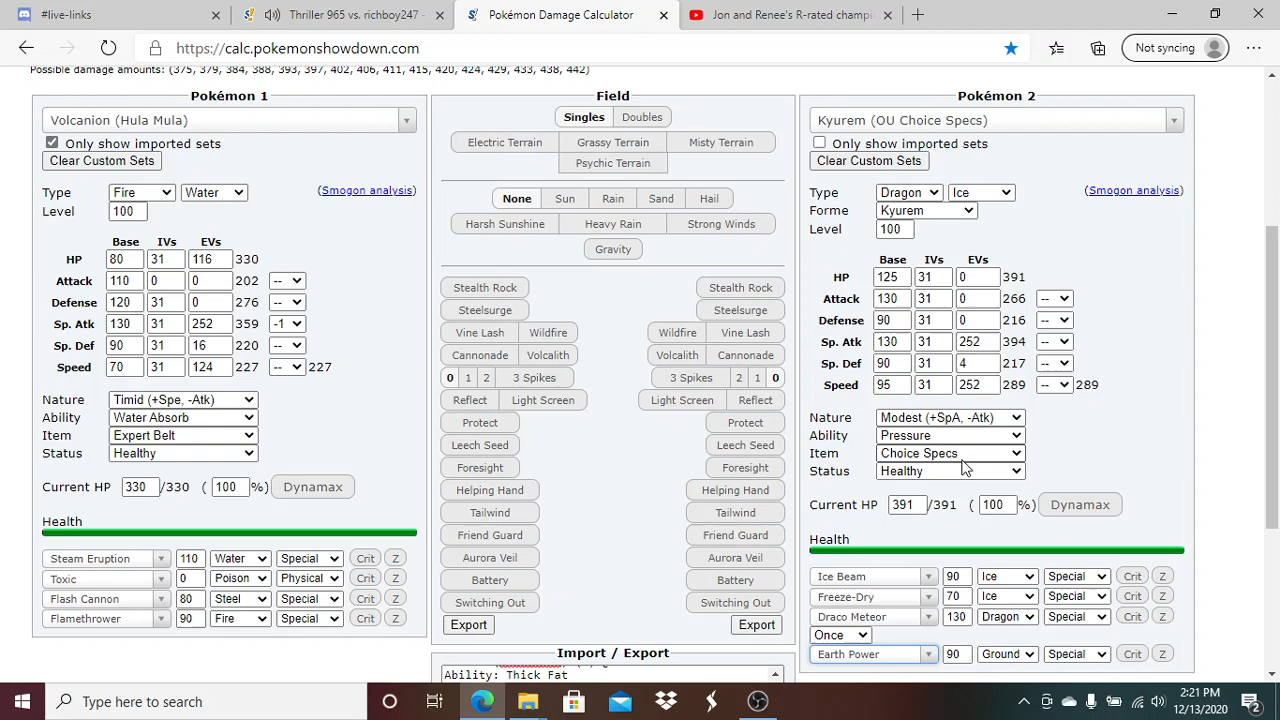 #live-links
Thriller 965 vs. richboy247 -
Pokémon Damage Calculator
Jon and Renee's R-rated champi
https://calc.pokemonshowdown.com
Not syncing
Possible damage amounts: (375, 379, 384, 388, 393, 397, 402, 406, 411, 415, 420, 424, 429, 433, 438, 442)
Pokémon 1
Volcanion (Hula Mula)
Only show imported sets
Clear Custom Sets
Type Fire Water (Smogon analysis)
Level 100
Base IVs EVs
HP 80 31 116 330
Attack 110 0 0 202 --
Defense 120 31 0 276 --
Sp. Atk 130 31 252 359 -1
Sp. Def 90 31 16 220 --
Speed 70 31 124 227 -- 227
Nature Timid (+Spe, -Atk)
Ability Water Absorb
Item Expert Belt
Status Healthy
Current HP 330 /330 ( 100 %) Dynamax
Health
Steam Eruption 110 Water Special Crit Z
Toxic 0 Poison Physical Crit Z
Flash Cannon 80 Steel Special Crit Z
Flamethrower 90 Fire Special Crit Z
Field
Singles Doubles
Electric Terrain Grassy Terrain Misty Terrain
Psychic Terrain
None Sun Rain Sand Hail
Harsh Sunshine Heavy Rain Strong Winds
Gravity
Stealth Rock Stealth Rock
Steelsurge Steelsurge
Vine Lash Wildfire Wildfire Vine Lash
Cannonade Volcalith Volcalith Cannonade
0 1 2 3 Spikes 3 Spikes 2 1 0
Reflect Light Screen Light Screen Reflect
Protect Protect
Leech Seed Leech Seed
Foresight Foresight
Helping Hand Helping Hand
Tailwind Tailwind
Friend Guard Friend Guard
Aurora Veil Aurora Veil
Battery Battery
Switching Out Switching Out
Export Export
Import / Export
Ability: Thick Fat
Pokémon 2
Kyurem (OU Choice Specs)
Only show imported sets
Clear Custom Sets
Type Dragon Ice (Smogon analysis)
Forme Kyurem
Level 100
Base IVs EVs
HP 125 31 0 391
Attack 130 31 0 266 --
Defense 90 31 0 216 --
Sp. Atk 130 31 252 394 --
Sp. Def 90 31 4 217 --
Speed 95 31 252 289 -- 289
Nature Modest (+SpA, -Atk)
Ability Pressure
Item Choice Specs
Status Healthy
Current HP 391 /391 ( 100 %) Dynamax
Health
Ice Beam 90 Ice Special Crit Z
Freeze-Dry 70 Ice Special Crit Z
Draco Meteor 130 Dragon Special Crit Z
Once
Earth Power 90 Ground Special Crit Z
Type here to search
2:21 PM
12/13/2020
2